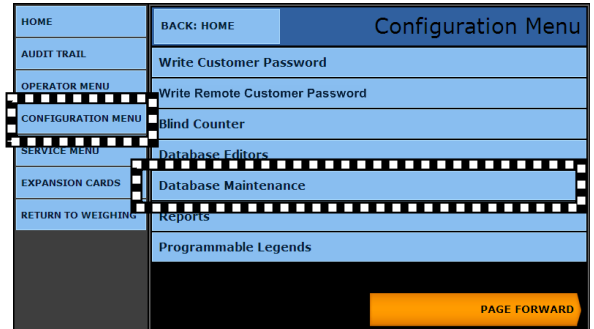 HOME
AUDIT TRAIL
OPERATOR MENU
CONFIGURATION MENU
SERVICE MENU
EXPANSION CARDS
RETURN TO WEIGHING
BACK: HOME
Configuration Menu
Write Customer Password
Write Remote Customer Password
Blind Counter
Database Editors
Database Maintenance
Reports
Programmable Legends
PAGE FORWARD